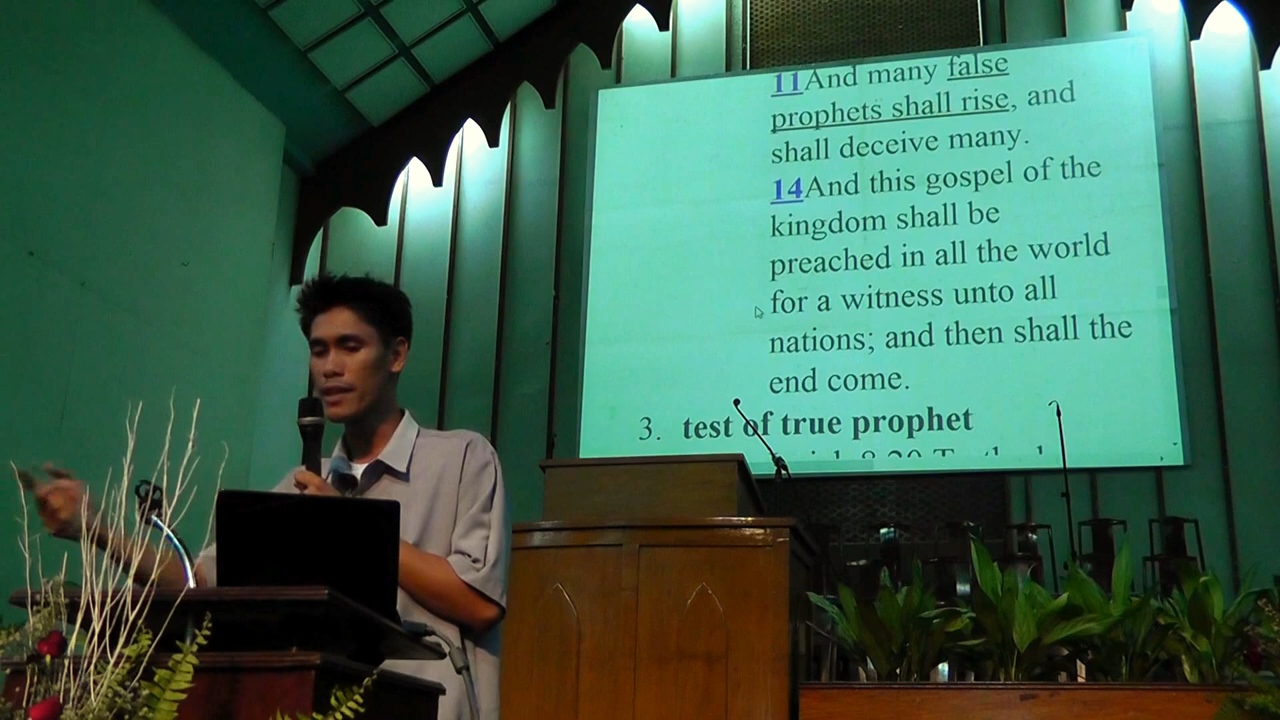 11And many false
prophets shall rise, and
shall deceive many.
14And this gospel of the
kingdom shall be
preached in all the world
for a witness unto all
nations; and then shall the
end come.
3. test of true prophet